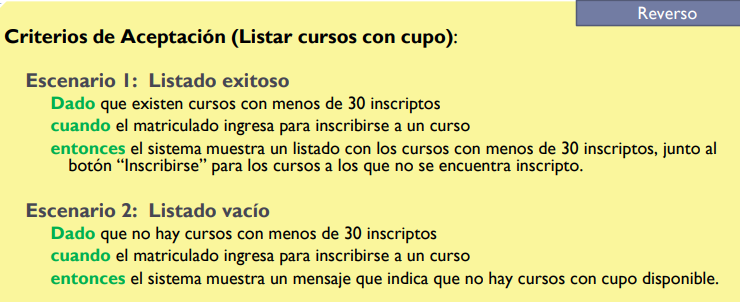 Reverso
Criterios de Aceptación (Listar cursos con cupo):
Escenario 1: Listado exitoso
Dado que existen cursos con menos de 30 inscriptos
cuando el matriculado ingresa para inscribirse a un curso
entonces el sistema muestra un listado con los cursos con menos de 30 inscriptos, junto al
botón “Inscribirse” para los cursos a los que no se encuentra inscripto.
Escenario 2: Listado vacío
Dado que no hay cursos con menos de 30 inscriptos
cuando el matriculado ingresa para inscribirse a un curso
entonces el sistema muestra un mensaje que indica que no hay cursos con cupo disponible.